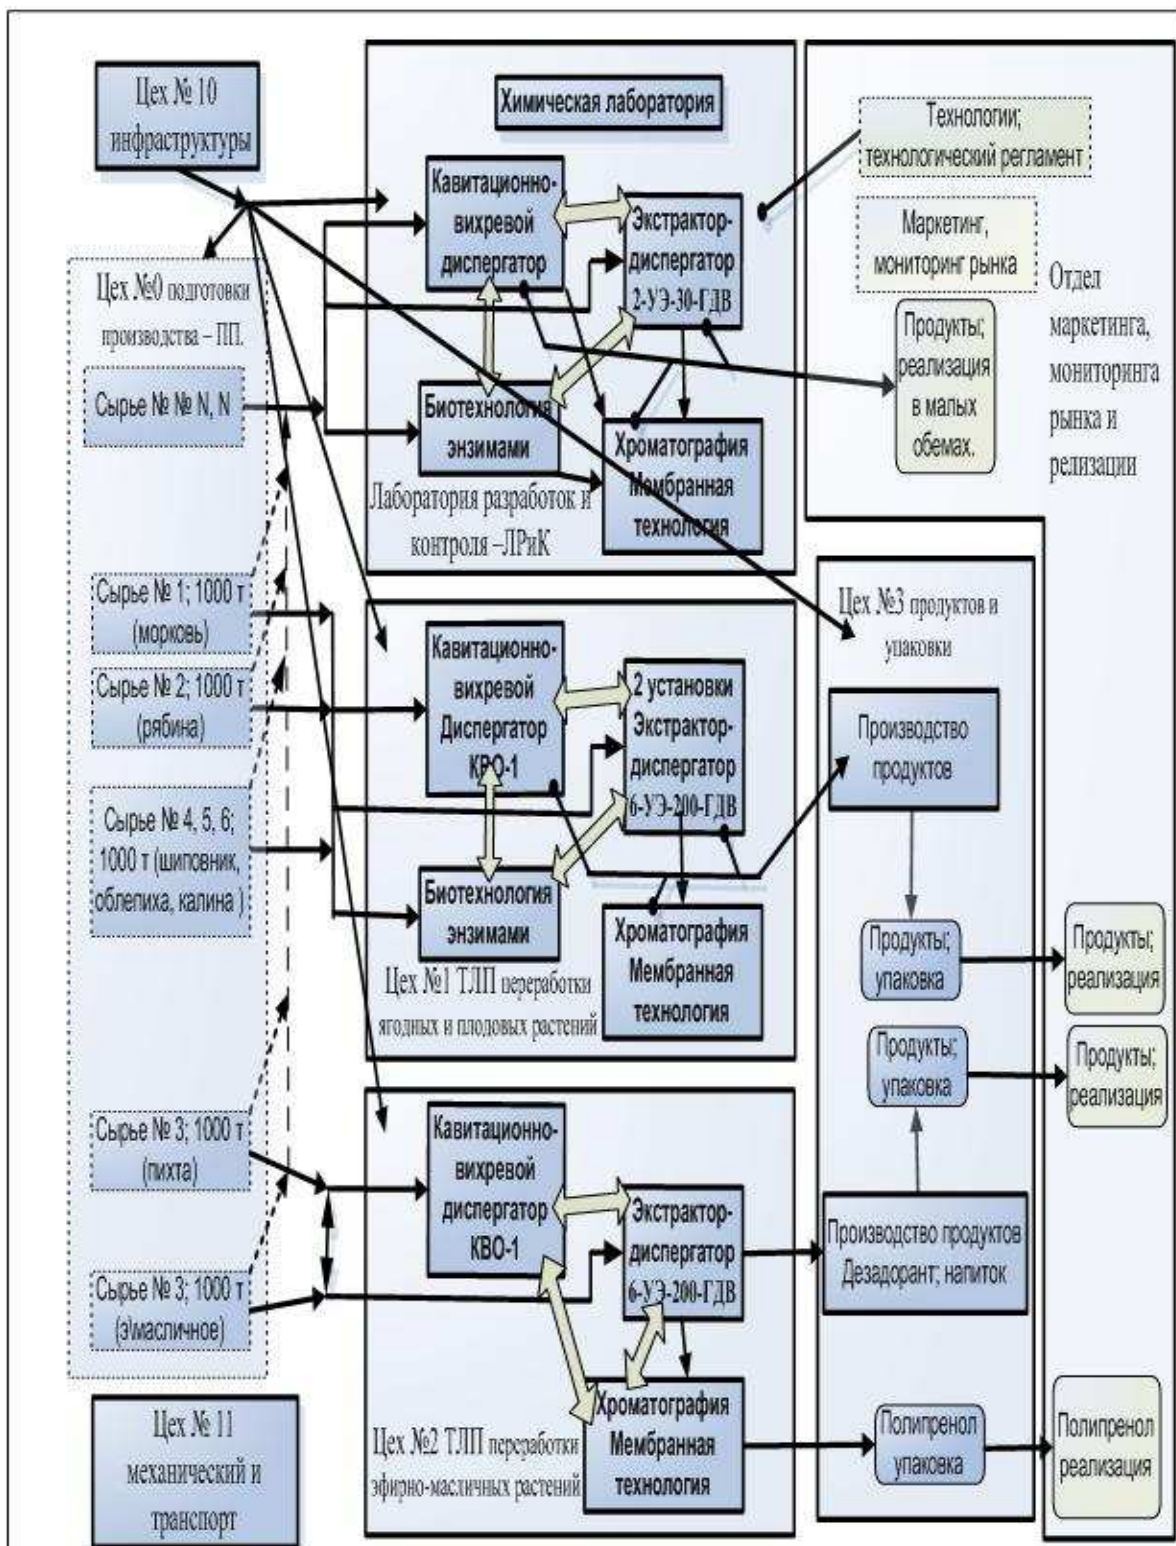 Цех № 10
инфраструктуры
Цех №0 подготовки
производства – ПП.
Сырье № № N, N
Сырье № 1; 1000 т
(морковь)
Сырье № 2; 1000 т
(рябина)
Сырье № 4, 5, 6;
1000 т (шиповник,
облепиха, калина )
Сырье № 3; 1000 т
(пихта)
Сырье № 3; 1000 т
(э\масличное)
Цех № 11
механический и
транспорт
Химическая лаборатория
Кавитационно-
вихревой
диспергатор
Экстрактор-
диспергатор
2-УЭ-30-ГДВ
Биотехнология
энзимами
Хроматография
Мембранная
технология
Лаборатория разработок и
контроля –ЛРиК
Кавитационно-
вихревой
Диспергатор
КВО-1
2 установки
Экстрактор-
диспергатор
6-УЭ-200-ГДВ
Биотехнология
энзимами
Хроматография
Мембранная
технология
Цех №1 ТЛП переработки
ягодных и плодовых растений
Кавитационно-
вихревой
диспергатор
КВО-1
Экстрактор-
диспергатор
6-УЭ-200-ГДВ
Хроматография
Мембранная
технология
Цех №2 ТЛП переработки
эфирно-масличных растений
Технологии;
технологический регламент
Маркетинг,
мониторинг рынка
Продукты;
реализация
в малых
обемах.
Отдел
маркетинга,
мониторинга
рынка и
релизации
Цех №3 продуктов и
упаковки
Производство
продуктов
Продукты;
упаковка
Продукты;
реализация
Продукты;
упаковка
Продукты;
реализация
Производство продуктов
Дезадорант; напиток
Полипренол
упаковка
Полипренол
реализация